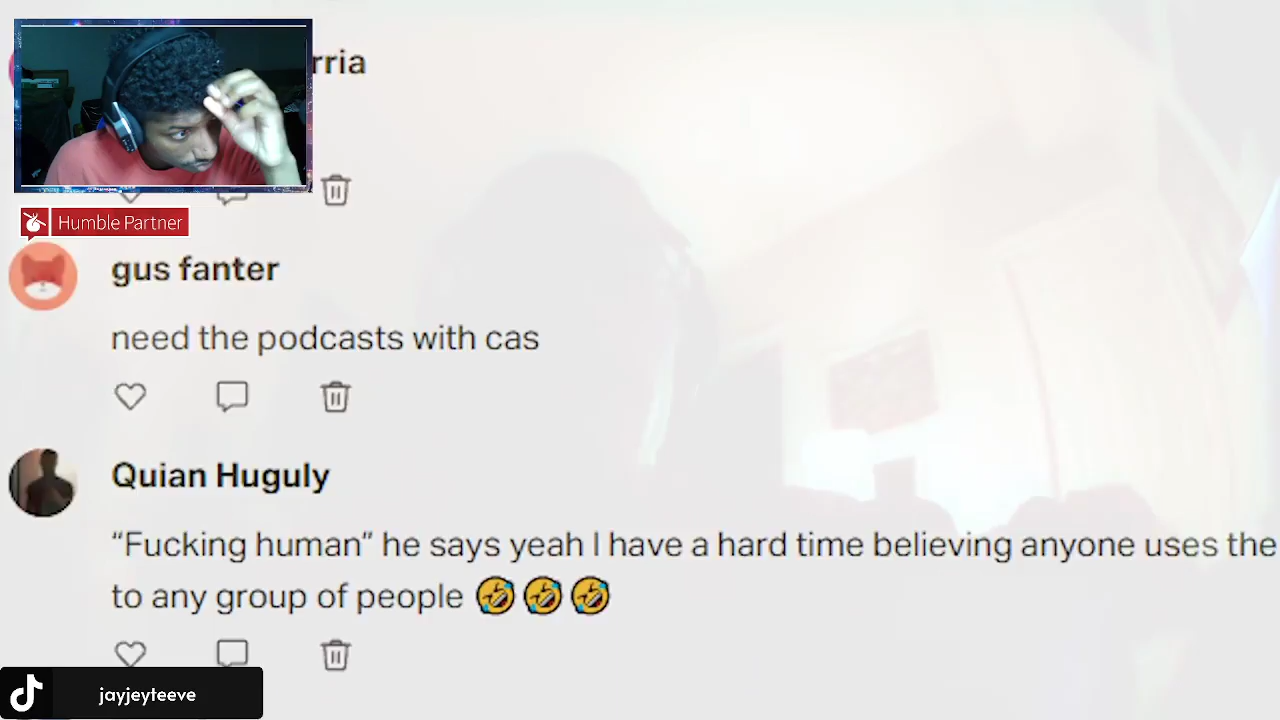 rria
Humble Partner
gus fanter
need the podcasts with cas
Quian Huguly
“Fucking human” he says yeah I have a hard time believing anyone uses the
to any group of people 🤣🤣🤣
jayjeyteeve